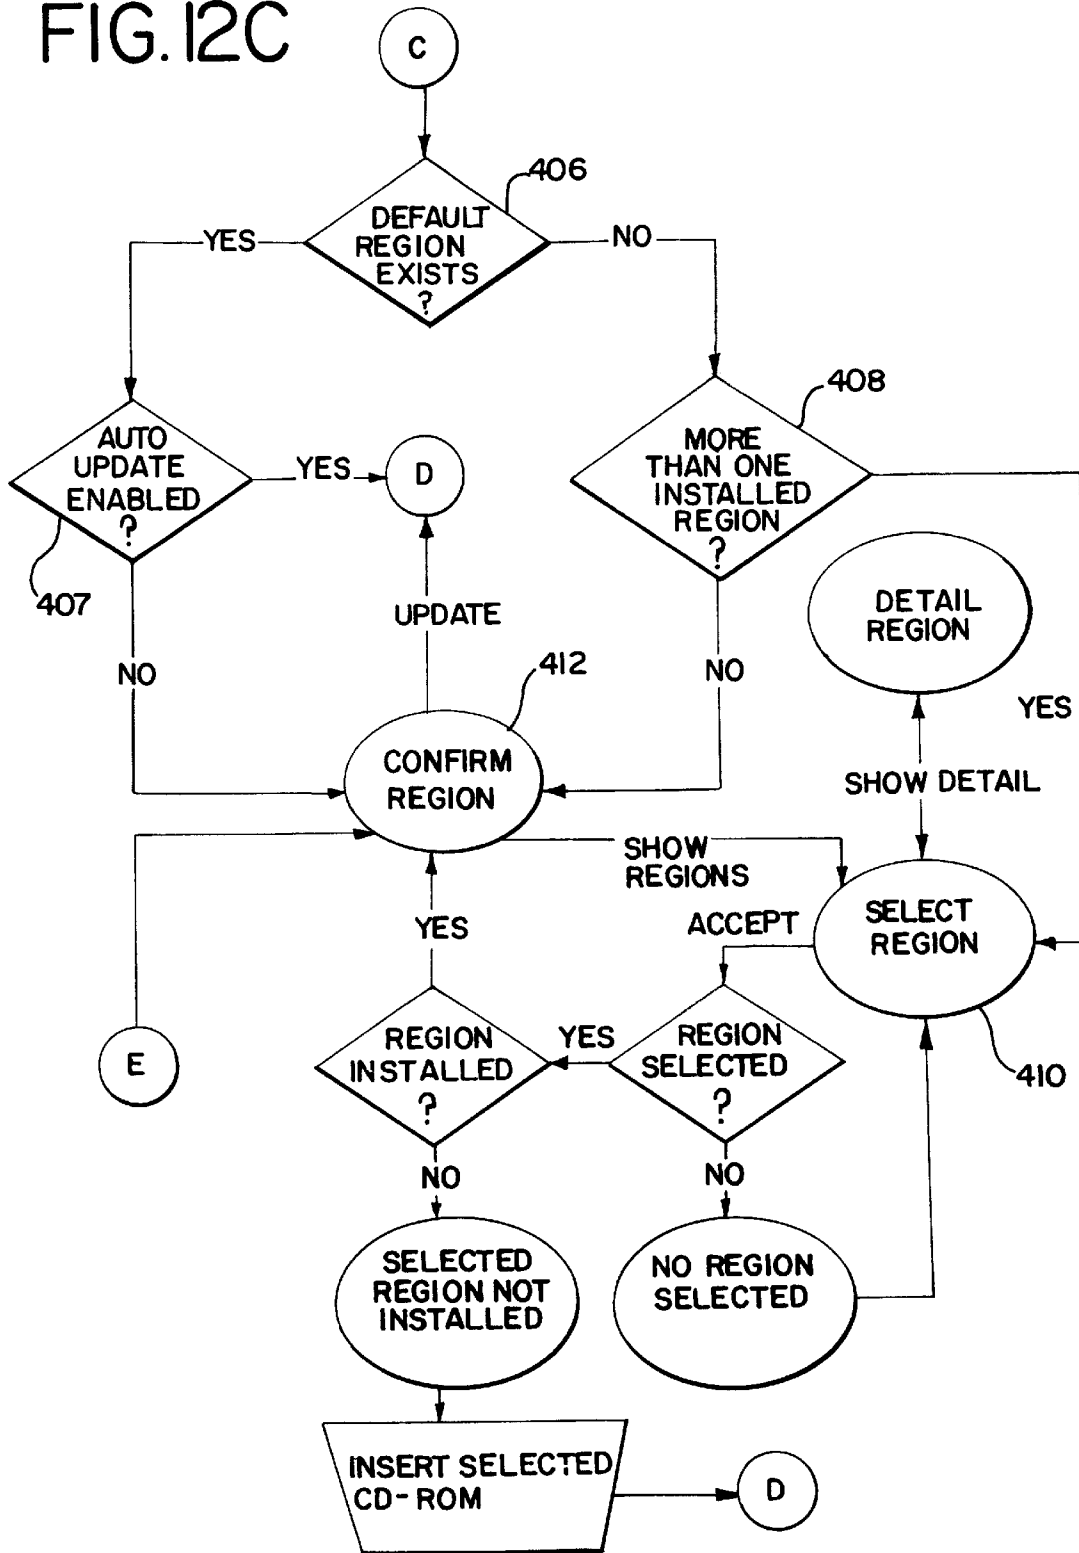 FIG. 12C
C
406
DEFAULT
REGION
EXISTS
?
YES
NO
408
AUTO
UPDATE
ENABLED
?
YES
D
MORE
THAN ONE
INSTALLED
REGION
?
407
UPDATE
DETAIL
REGION
NO
412
NO
YES
CONFIRM
REGION
SHOW DETAIL
SHOW
REGIONS
SELECT
REGION
ACCEPT
YES
E
REGION
INSTALLED
?
YES
REGION
SELECTED
?
410
NO
NO
SELECTED
REGION NOT
INSTALLED
NO REGION
SELECTED
INSERT SELECTED
CD-ROM
D